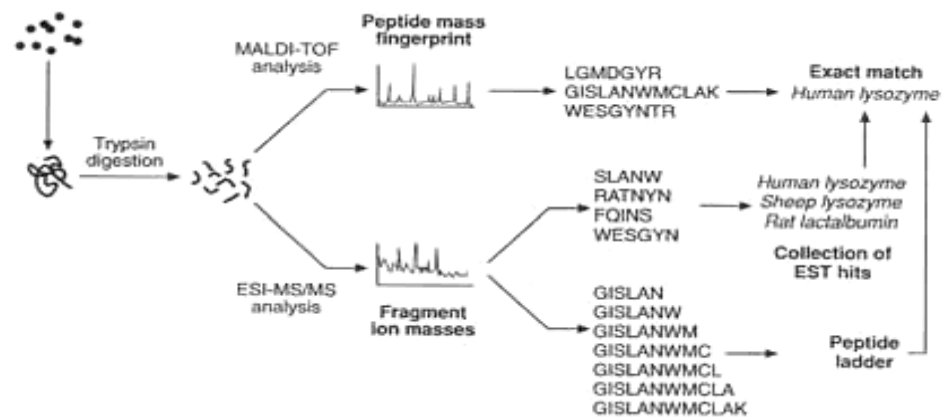 Peptide mass
fingerprint
MALDI-TOF
analysis
LGMDGYR
GISLANWMCLAK
WESGYNTR
Exact match
Human lysozyme
Trypsin
digestion
SLANW
RATNYN
FQINS
WESGYN
Human lysozyme
Sheep lysozyme
Rat lactalbumin
Collection of
EST hits
ESI-MS/MS
analysis
Fragment
ion masses
GISLAN
GISLANW
GISLANWM
GISLANWMC
GISLANWMCL
GISLANWMCLA
GISLANWMCLAK
Peptide
ladder